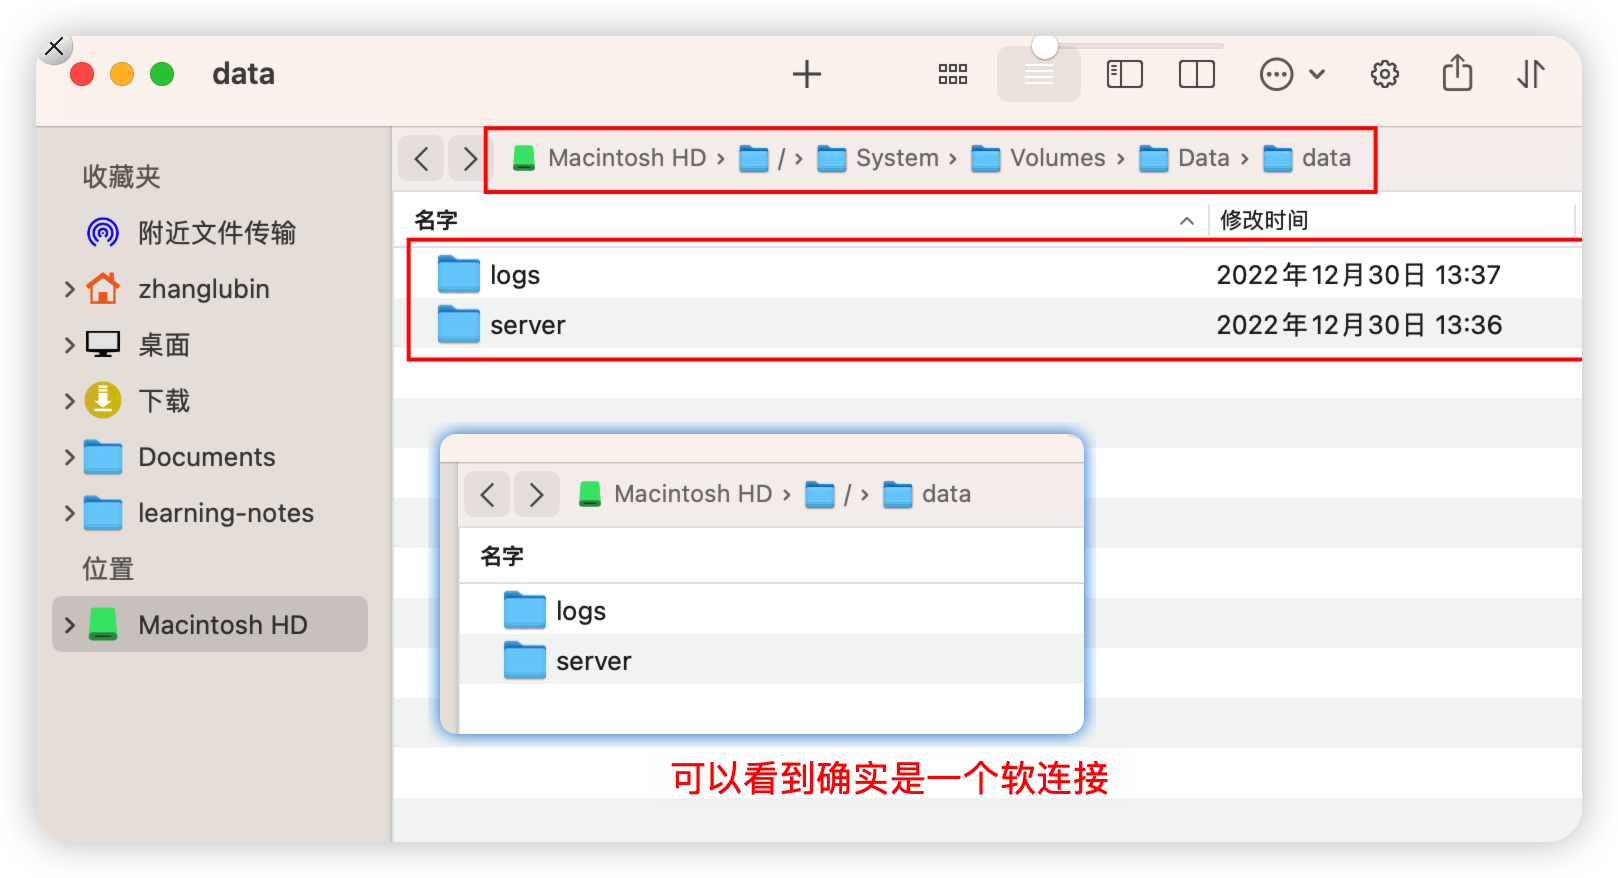 data
收藏夹
附近文件传输
zhanglubin
桌面
下载
Documents
learning-notes
位置
Macintosh HD
Macintosh HD › / › System › Volumes › Data › data
名字 修改时间
logs 2022年12月30日 13:37
server 2022年12月30日 13:36
Macintosh HD › / › data
名字
logs
server
可以看到确实是一个软连接